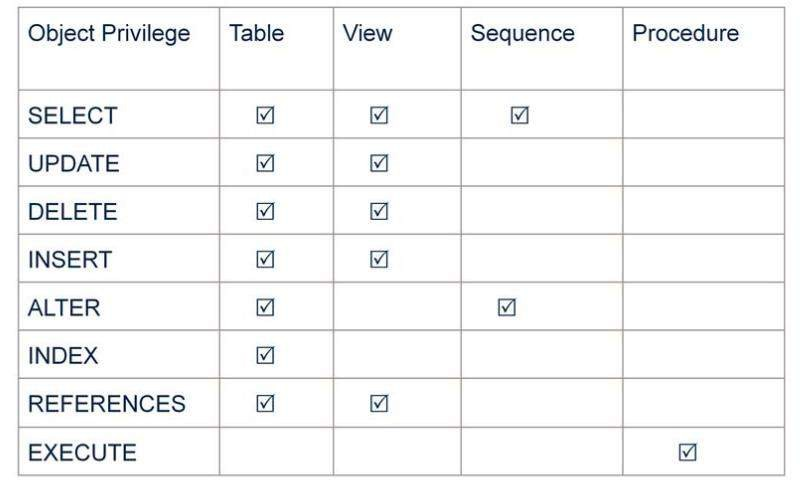 Object Privilege Table View Sequence Procedure
SELECT ☑ ☑ ☑
UPDATE ☑ ☑
DELETE ☑ ☑
INSERT ☑ ☑
ALTER ☑ ☑
INDEX ☑
REFERENCES ☑ ☑
EXECUTE ☑